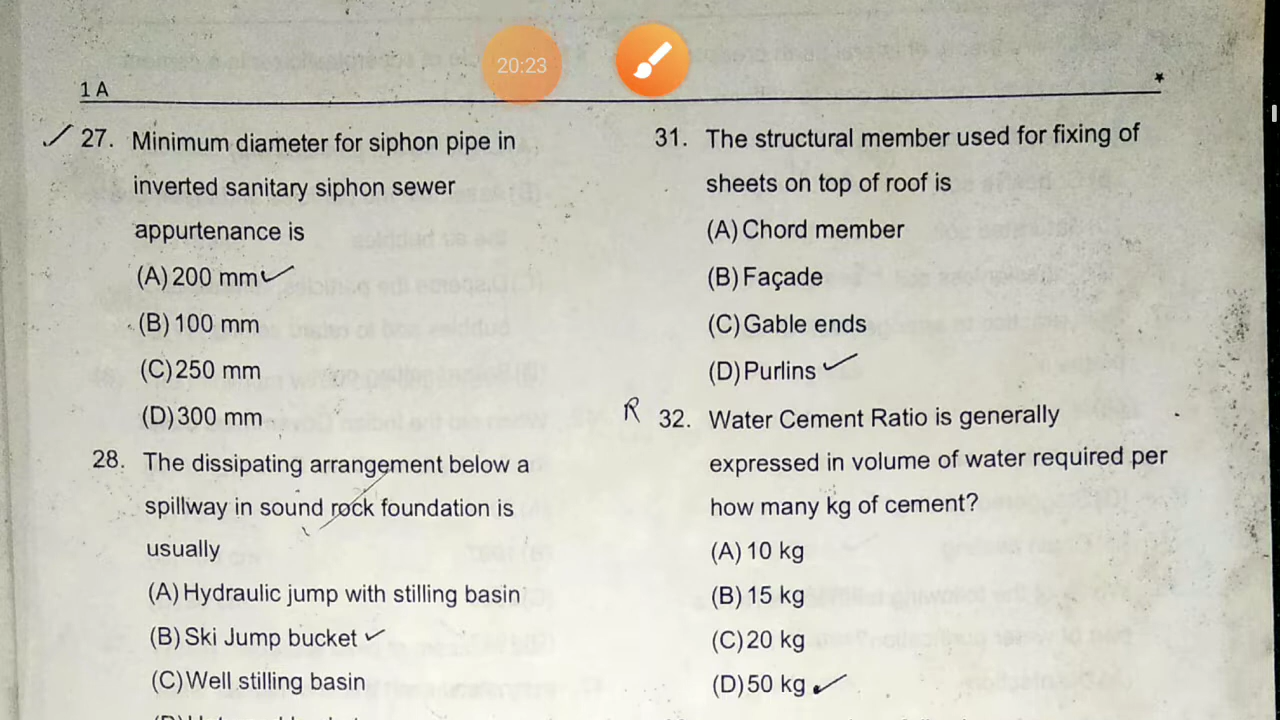 20:23
1 A
*
27. Minimum diameter for siphon pipe in
inverted sanitary siphon sewer
appurtenance is
(A) 200 mm
(B) 100 mm
(C) 250 mm
(D) 300 mm
28. The dissipating arrangement below a
spillway in sound rock foundation is
usually
(A) Hydraulic jump with stilling basin
(B) Ski Jump bucket
(C) Well stilling basin
31. The structural member used for fixing of
sheets on top of roof is
(A) Chord member
(B) Façade
(C) Gable ends
(D) Purlins
R
32. Water Cement Ratio is generally
expressed in volume of water required per
how many kg of cement?
(A) 10 kg
(B) 15 kg
(C) 20 kg
(D) 50 kg